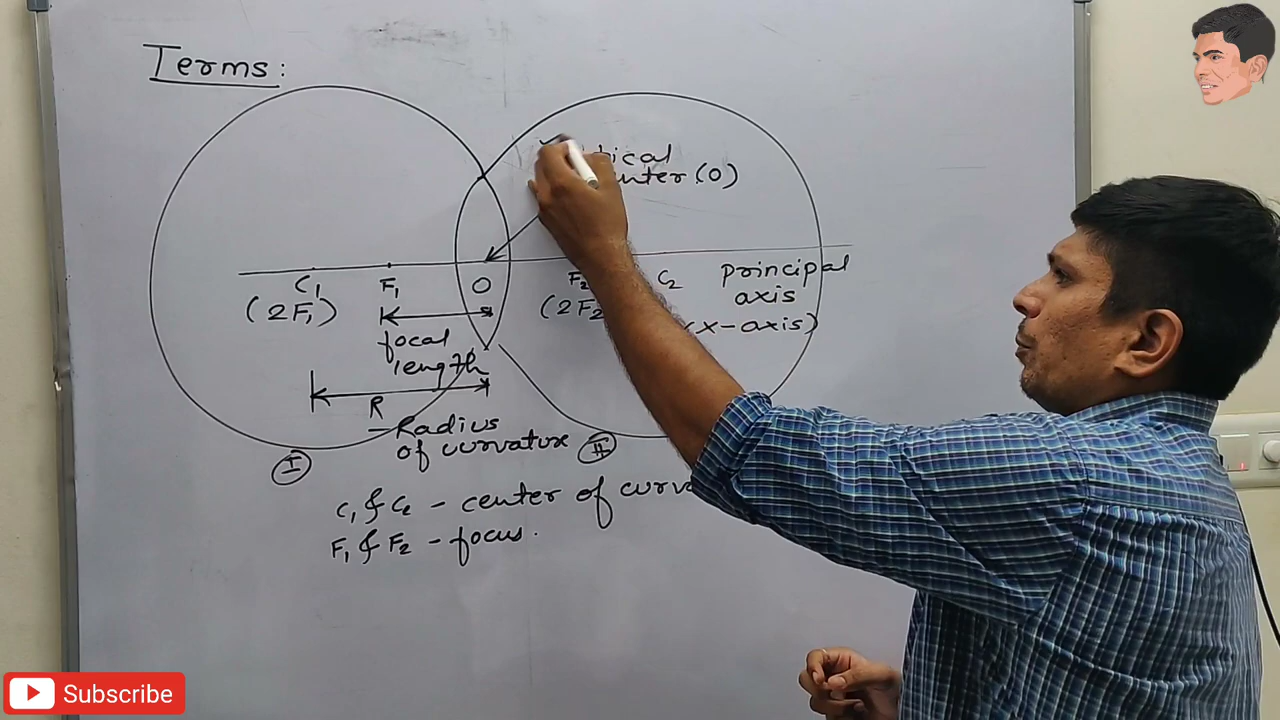 Terms:
(O)
C1 F1 O F2 C2 principal
axis
(2F1) (2F2
(x-axis)
focal
length
R
- Radius
of curvature
I II
C1 & C2 - center of
F1 & F2 - focus.
Subscribe